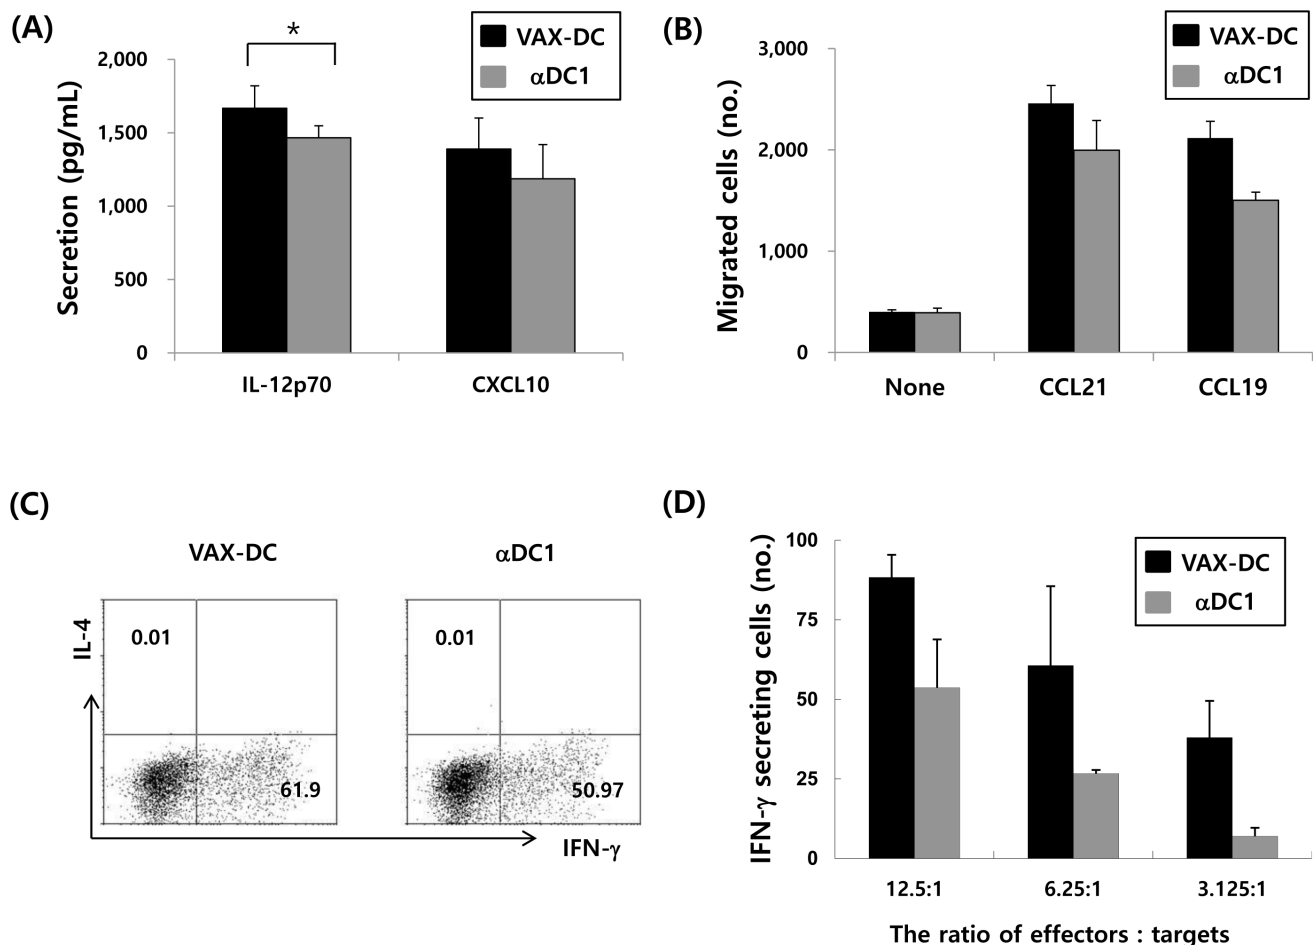 (A)
*
VAX-DC
αDC1
2,000
1,500
1,000
500
0
Secretion (pg/mL)
IL-12p70 CXCL10
(B)
VAX-DC
αDC1
3,000
2,000
1,000
0
Migrated cells (no.)
None CCL21 CCL19
(C)
VAX-DC αDC1
IL-4
0.01 0.01
61.9 50.97
IFN-γ
(D)
VAX-DC
αDC1
100
75
50
25
0
IFN-γ secreting cells (no.)
12.5:1 6.25:1 3.125:1
The ratio of effectors : targets